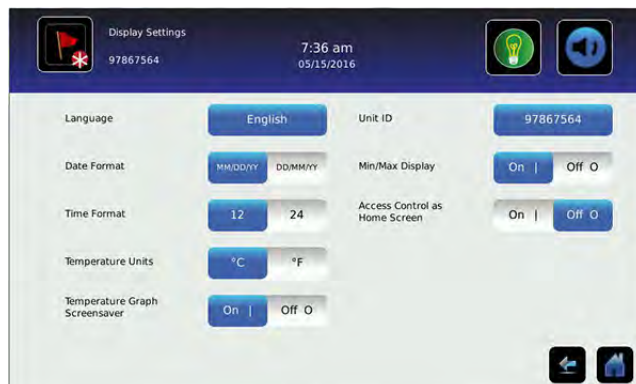 Display Settings
97867564
7:36 am
05/15/2016
Language
English
Unit ID
97867564
Date Format
MM/DD/YY
DD/MM/YY
Min/Max Display
On |
Off O
Time Format
12
24
Access Control as
Home Screen
On |
Off O
Temperature Units
°C
°F
Temperature Graph
Screensaver
On |
Off O